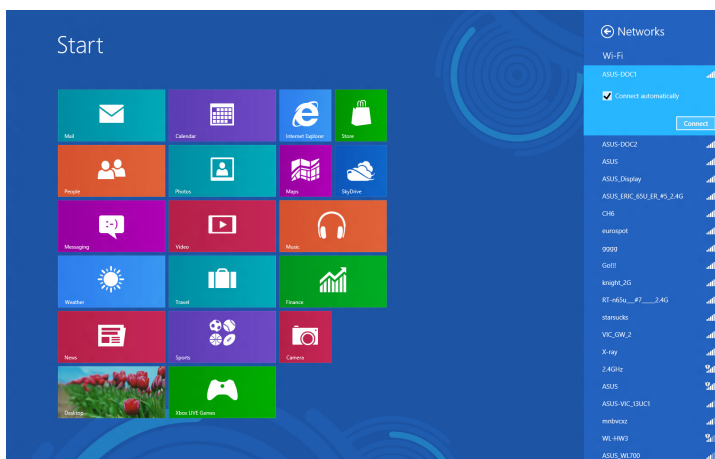 Start
Mail
Calendar
Internet Explorer
Store
People
Photos
Maps
SkyDrive
Messaging
Video
Music
Weather
Travel
Finance
News
Sports
Camera
Desktop
Xbox LIVE Games
Networks
Wi-Fi
ASUS-DOC1
Connect automatically
Connect
ASUS-DOC2
ASUS
ASUS_Display
ASUS_ERIC_65U_ER_#5_2.4G
CH6
eurospot
gggg
Go!!!
knight_2G
RT-n65u__#7____2.4G
starsucks
VIC_GW_2
X-ray
2.4GHz
ASUS
ASUS-VIC_t3UC1
mnbvcxz
WL-HW3
ASUS_WL700